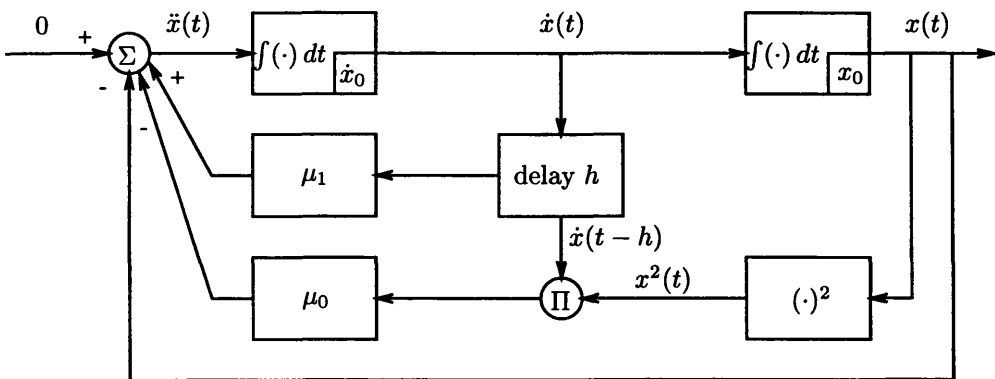 0 + Σ ẍ(t) ∫(·) dt ẋ₀ ẋ(t) ∫(·) dt x₀ x(t)
- + -
μ₁ delay h
ẋ(t − h)
μ₀ Π x²(t) (·)²